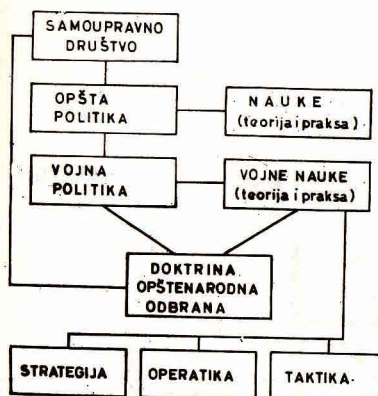 SAMOUPRAVNO
DRUŠTVO
OPŠTA
POLITIKA
NAUKE
(teorija i praksa)
VOJNA
POLITIKA
VOJNE NAUKE
(teorija i praksa)
DOKTRINA
OPŠTENARODNA
ODBRANA
STRATEGIJA
OPERATIKA
TAKTIKA